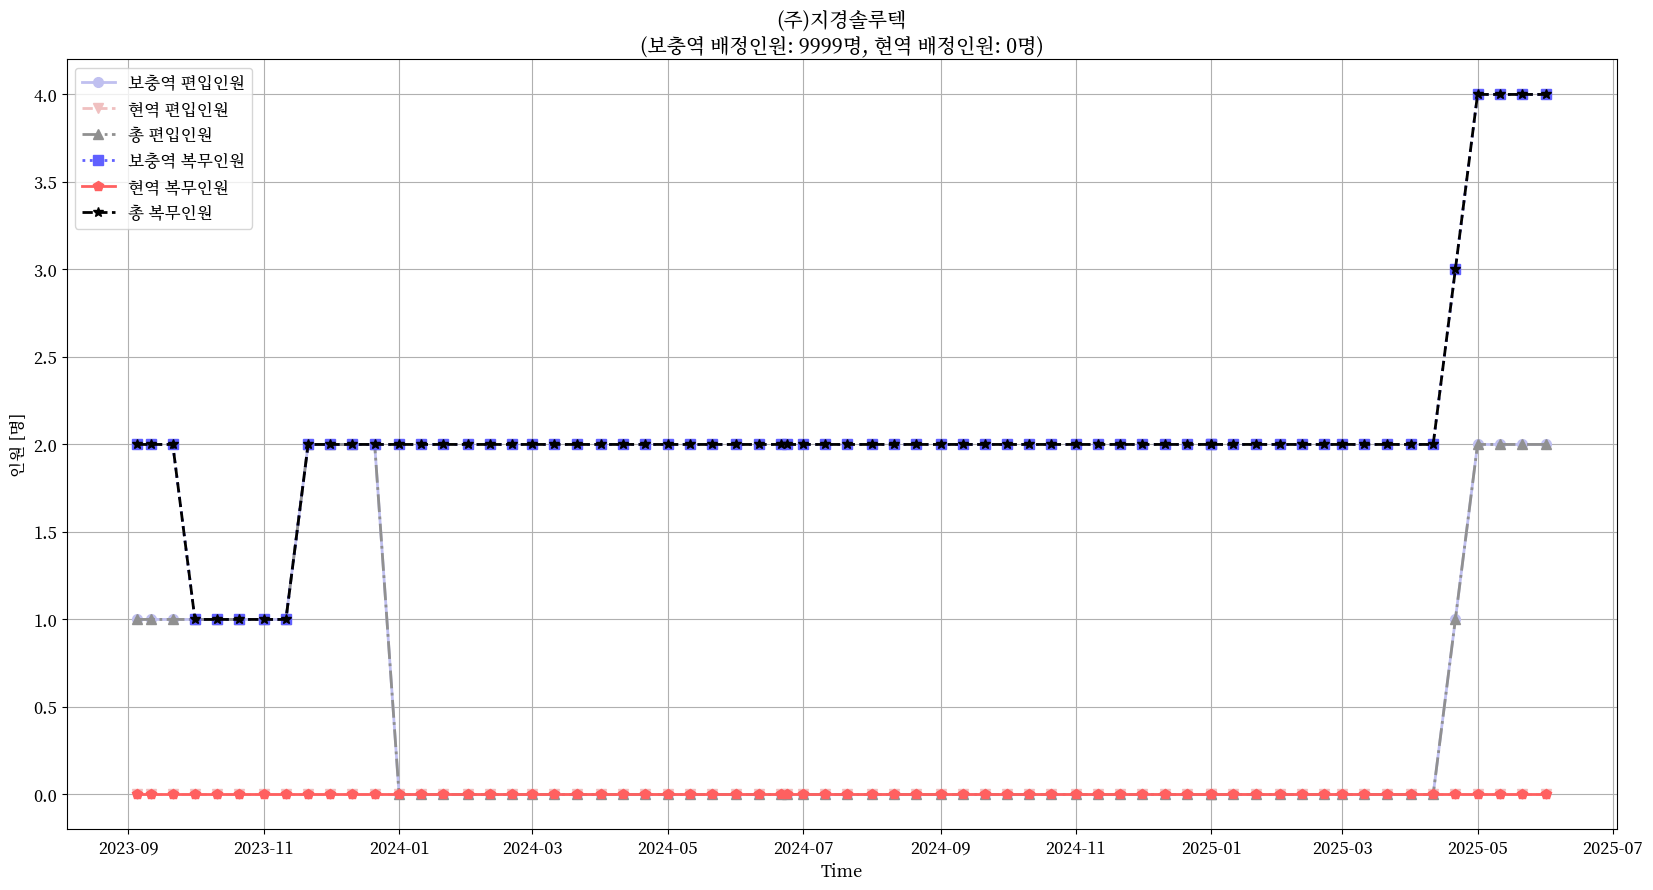 (주)지경솔루텍
(보충역 배정인원: 9999명, 현역 배정인원: 0명)
보충역 편입인원
현역 편입인원
총 편입인원
보충역 복무인원
현역 복무인원
총 복무인원
4.0
3.5
3.0
2.5
2.0
1.5
1.0
0.5
0.0
인원 [명]
2023-09 2023-11 2024-01 2024-03 2024-05 2024-07 2024-09 2024-11 2025-01 2025-03 2025-05 2025-07
Time